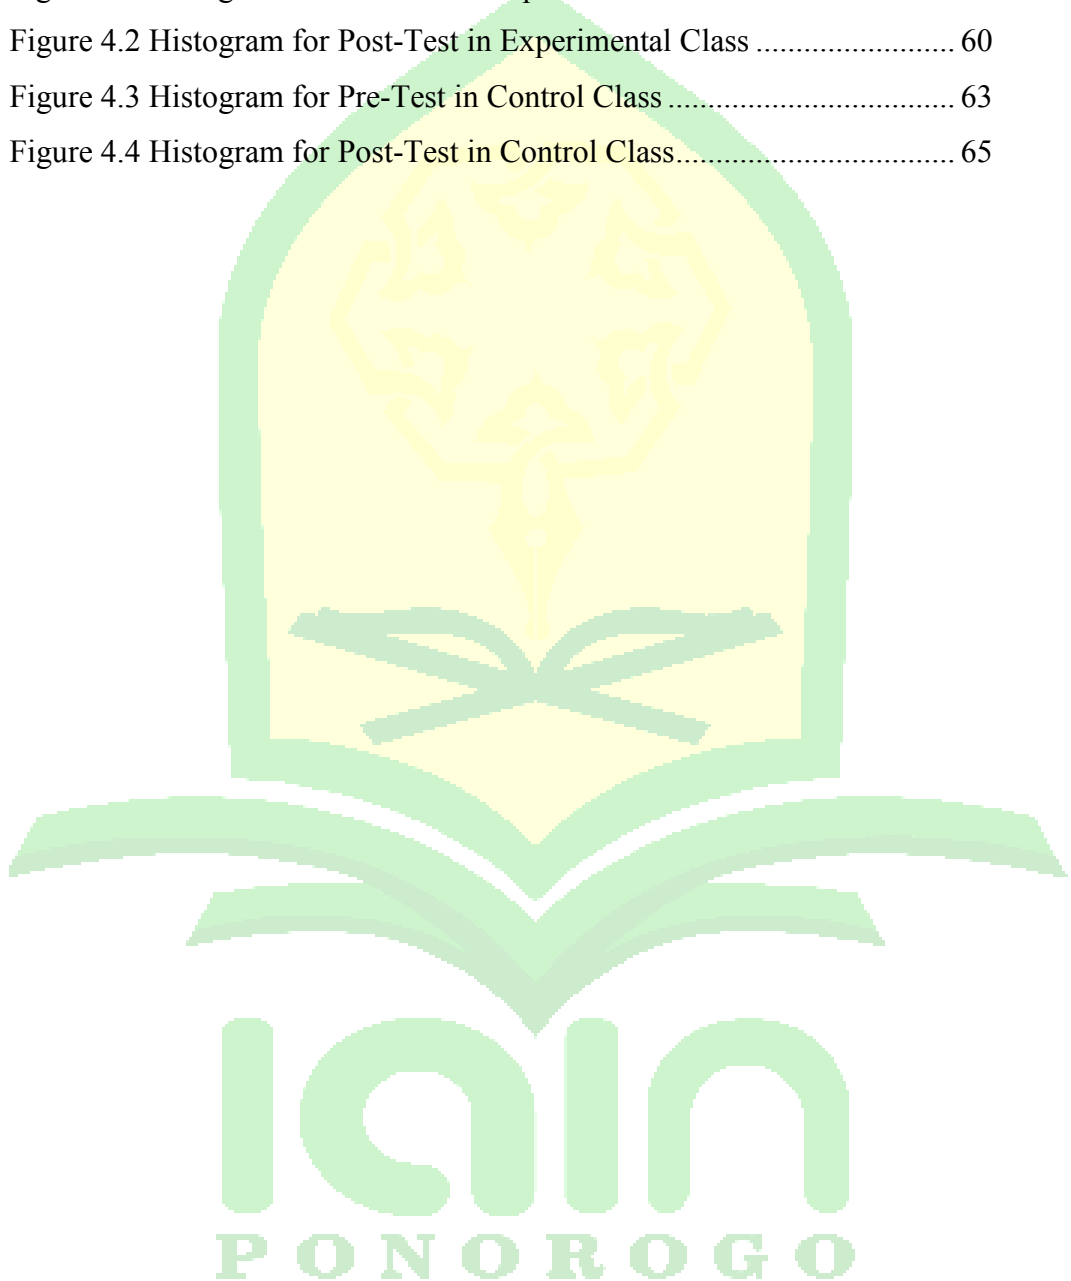 Figure 4.2 Histogram for Post-Test in Experimental Class ........................ 60
Figure 4.3 Histogram for Pre-Test in Control Class ................................... 63
Figure 4.4 Histogram for Post-Test in Control Class.................................. 65
iain
PONOROGO